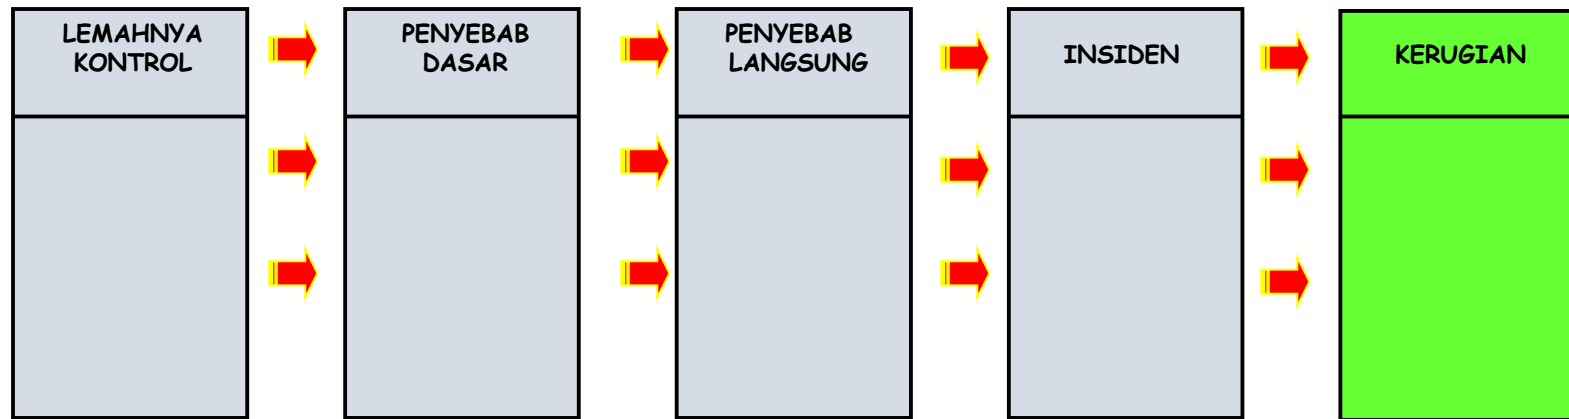 LEMAHNYA
KONTROL
PENYEBAB
DASAR
PENYEBAB
LANGSUNG
INSIDEN
KERUGIAN